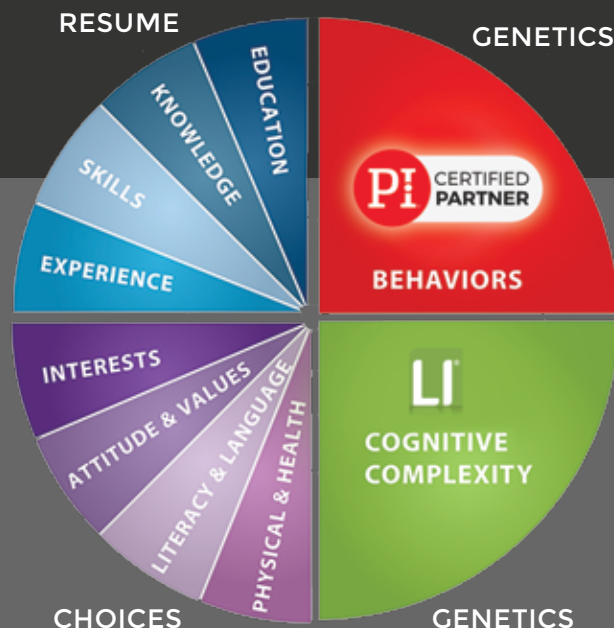 RESUME
GENETICS
EDUCATION
KNOWLEDGE
SKILLS
EXPERIENCE
PI CERTIFIED
PARTNER
BEHAVIORS
INTERESTS
ATTITUDE & VALUES
LITERACY & LANGUAGE
PHYSICAL & HEALTH
LI®
COGNITIVE
COMPLEXITY
CHOICES
GENETICS